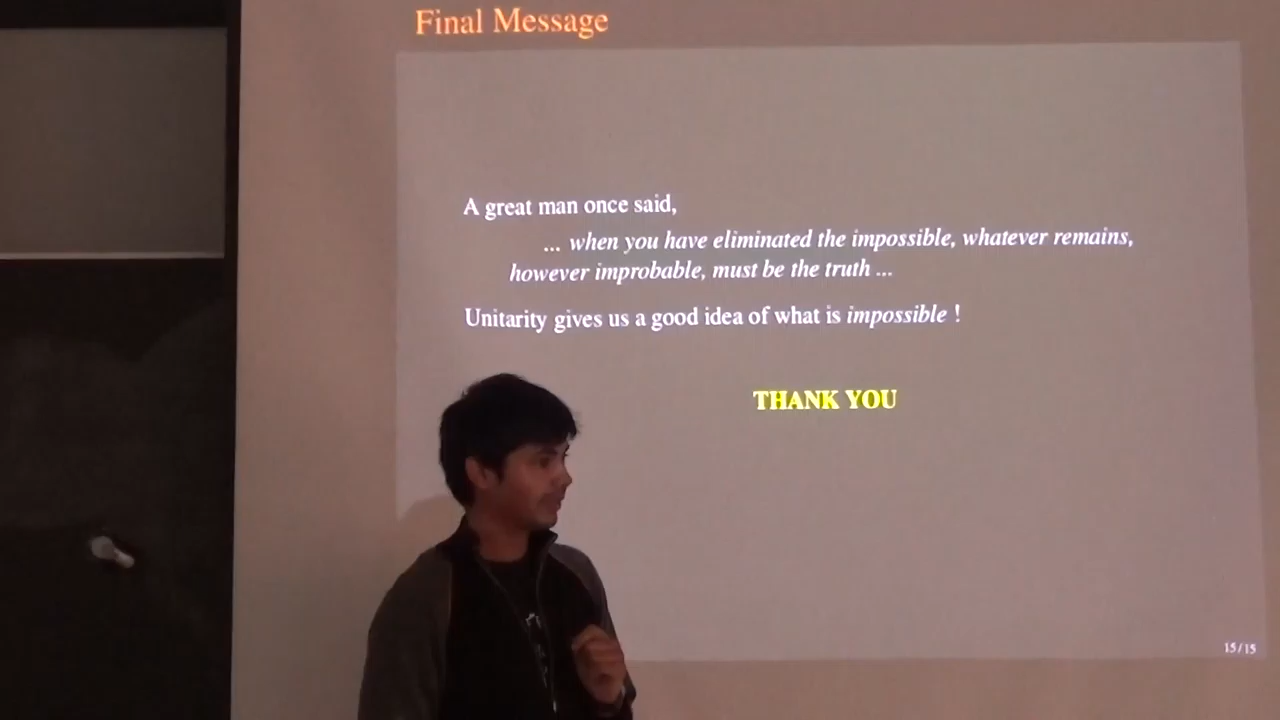 Final Message
A great man once said,
... when you have eliminated the impossible, whatever remains,
however improbable, must be the truth ...
Unitarity gives us a good idea of what is impossible !
THANK YOU
15/15